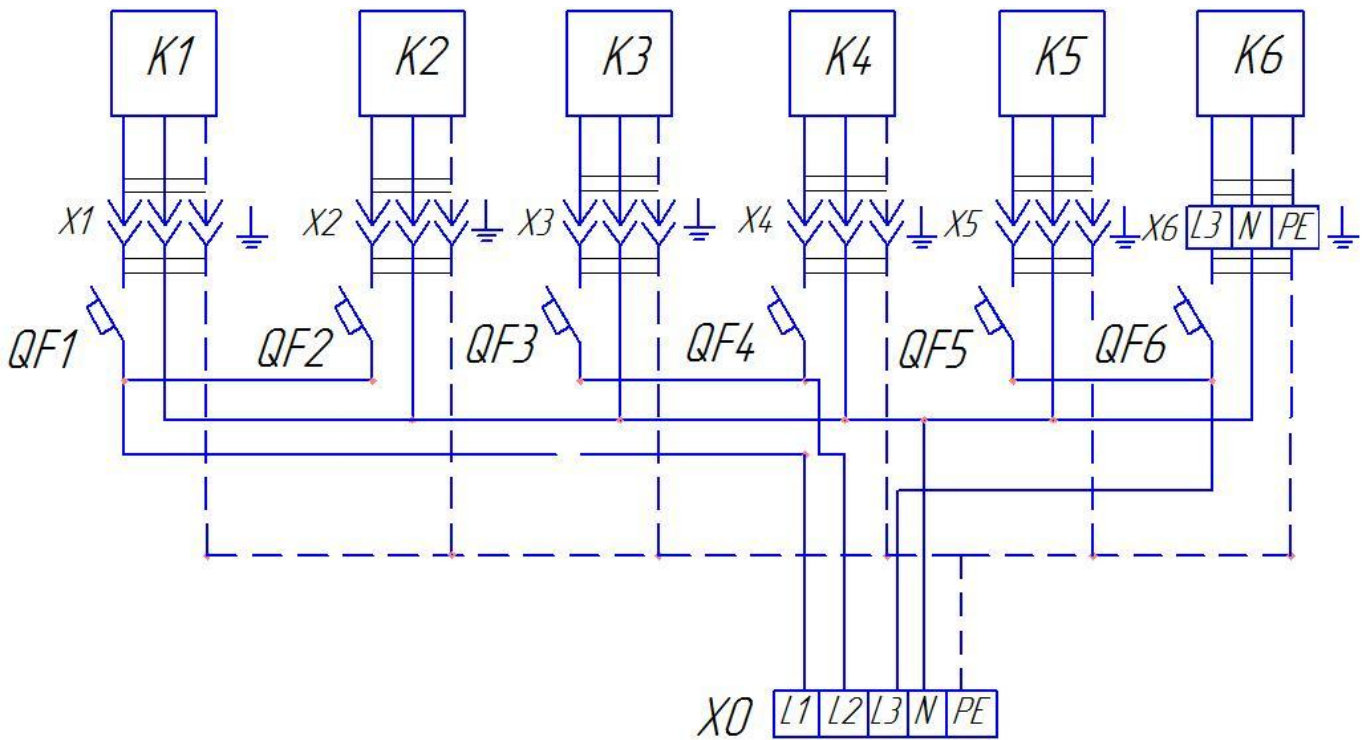 K1 K2 K3 K4 K5 K6
X1 X2 X3 X4 X5 X6 L3 N PE
QF1 QF2 QF3 QF4 QF5 QF6
X0 L1 L2 L3 N PE